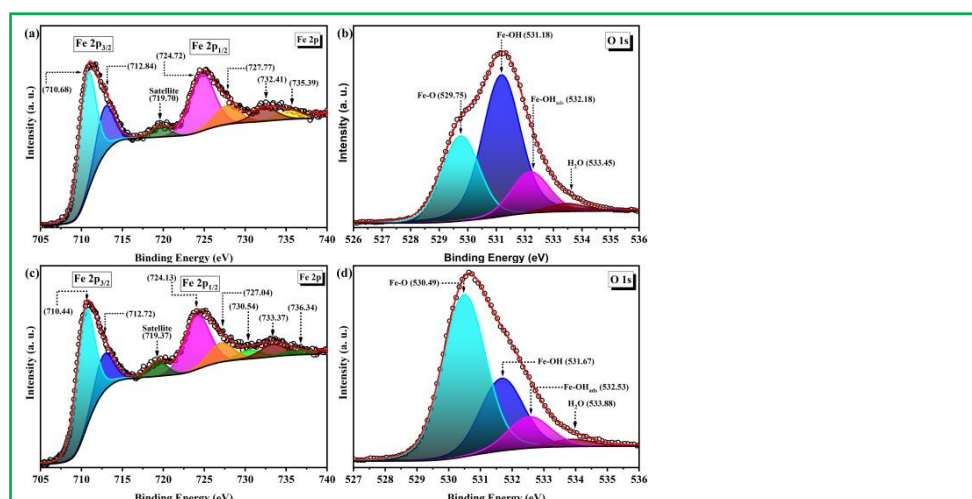 (a)
Fe 2p3/2
Fe 2p1/2
Fe 2p
(724.72)
(712.84)
(727.77)
(732.41)
(735.39)
(710.68)
Satellite
(719.70)
Intensity (a. u.)
705 710 715 720 725 730 735 740
Binding Energy (eV)
(b)
Fe-OH (531.18)
O 1s
Fe-O (529.75)
Fe-OHads (532.18)
H2O (533.45)
Intensity (a. u.)
526 527 528 529 530 531 532 533 534 535 536
Binding Energy (eV)
(c)
Fe 2p3/2
(724.13)
Fe 2p1/2
Fe 2p
(710.44)
(712.72)
(727.04)
(730.54)
(733.37)
(736.34)
Satellite
(719.37)
Intensity (a. u.)
705 710 715 720 725 730 735 740
Binding Energy (eV)
(d)
O 1s
Fe-O (530.49)
Fe-OH (531.67)
Fe-OHads (532.53)
H2O (533.88)
Intensity (a. u.)
527 528 529 530 531 532 533 534 535 536
Binding Energy (eV)